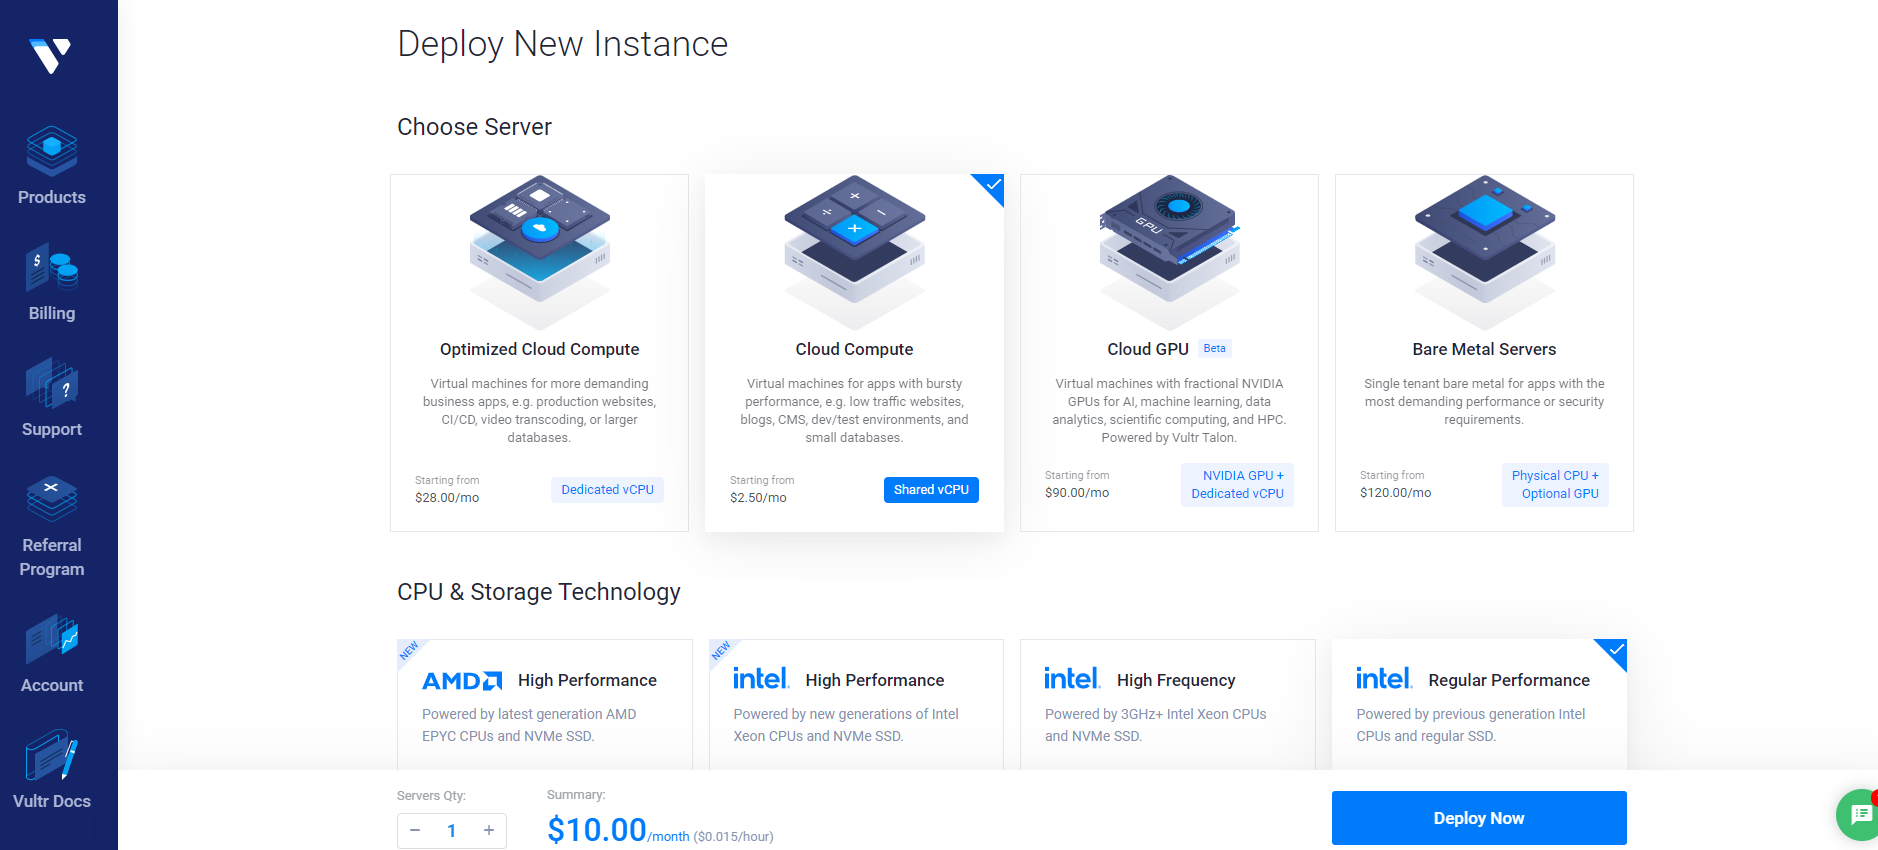 Deploy New Instance
Products
Billing
$
Support
?
Referral
Program
Account
Vultr Docs
Choose Server
Optimized Cloud Compute
Virtual machines for more demanding
business apps, e.g. production websites,
CI/CD, video transcoding, or larger
databases.
Starting from
$28.00/mo
Dedicated vCPU
Cloud Compute
Virtual machines for apps with bursty
performance, e.g. low traffic websites,
blogs, CMS, dev/test environments, and
small databases.
Starting from
$2.50/mo
Shared vCPU
GPU
Cloud GPU Beta
Virtual machines with fractional NVIDIA
GPUs for AI, machine learning, data
analytics, scientific computing, and HPC.
Powered by Vultr Talon.
Starting from
$90.00/mo
NVIDIA GPU +
Dedicated vCPU
Bare Metal Servers
Single tenant bare metal for apps with the
most demanding performance or security
requirements.
Starting from
$120.00/mo
Physical CPU +
Optional GPU
CPU & Storage Technology
NEW
AMD High Performance
Powered by latest generation AMD
EPYC CPUs and NVMe SSD.
NEW
intel. High Performance
Powered by new generations of Intel
Xeon CPUs and NVMe SSD.
intel. High Frequency
Powered by 3GHz+ Intel Xeon CPUs
and NVMe SSD.
intel. Regular Performance
Powered by previous generation Intel
CPUs and regular SSD.
Servers Qty:
− 1 +
Summary:
$10.00/month ($0.015/hour)
Deploy Now